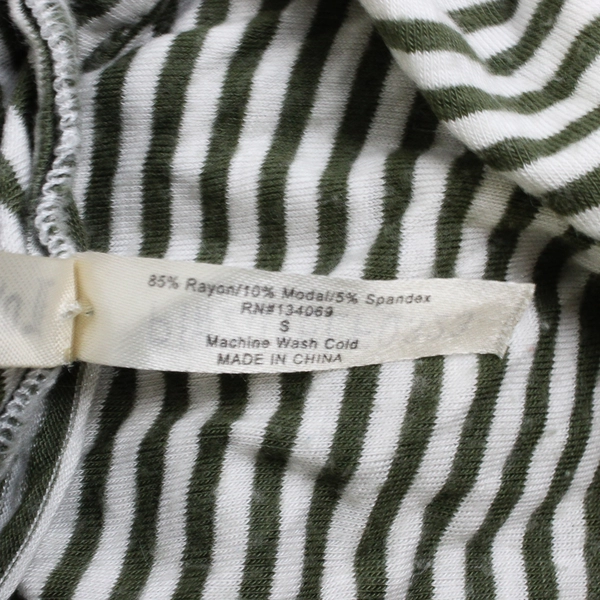 85% Rayon/10% Modal/5% Spandex
RN#134069
S
Machine Wash Cold
MADE IN CHINA